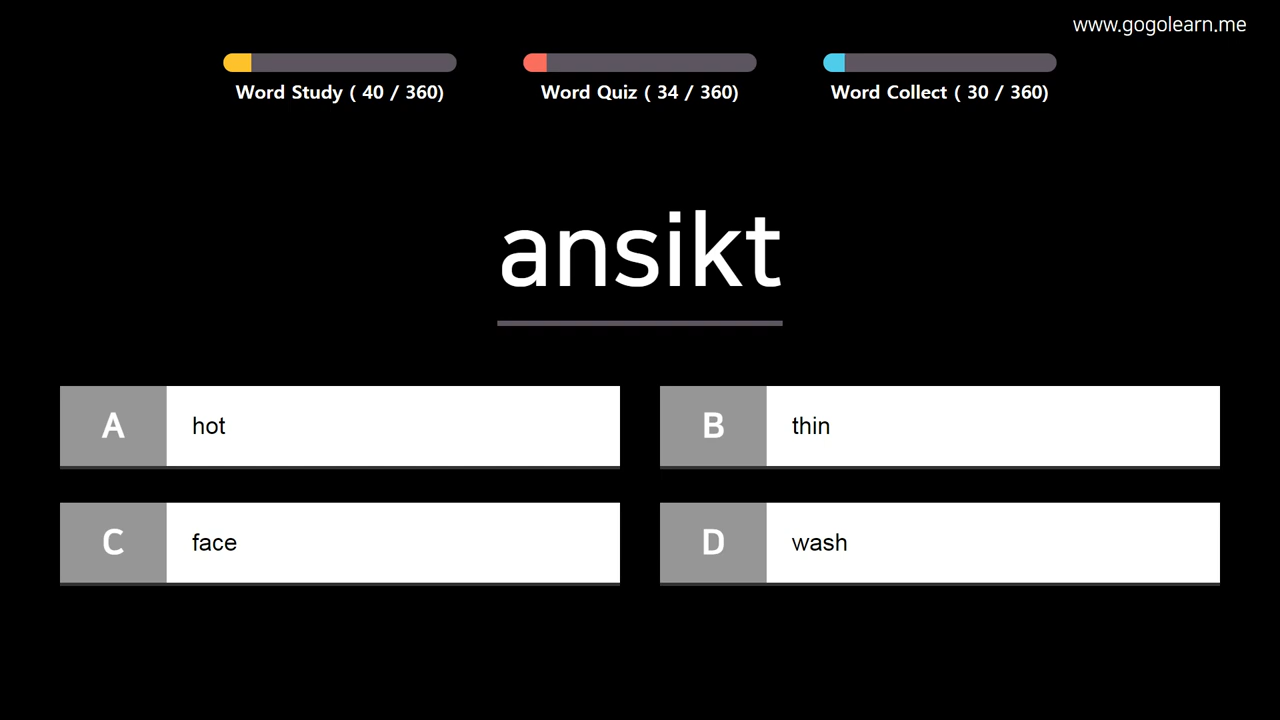 www.gogolearn.me
Word Study ( 40 / 360)
Word Quiz ( 34 / 360)
Word Collect ( 30 / 360)
ansikt
A hot
B thin
C face
D wash